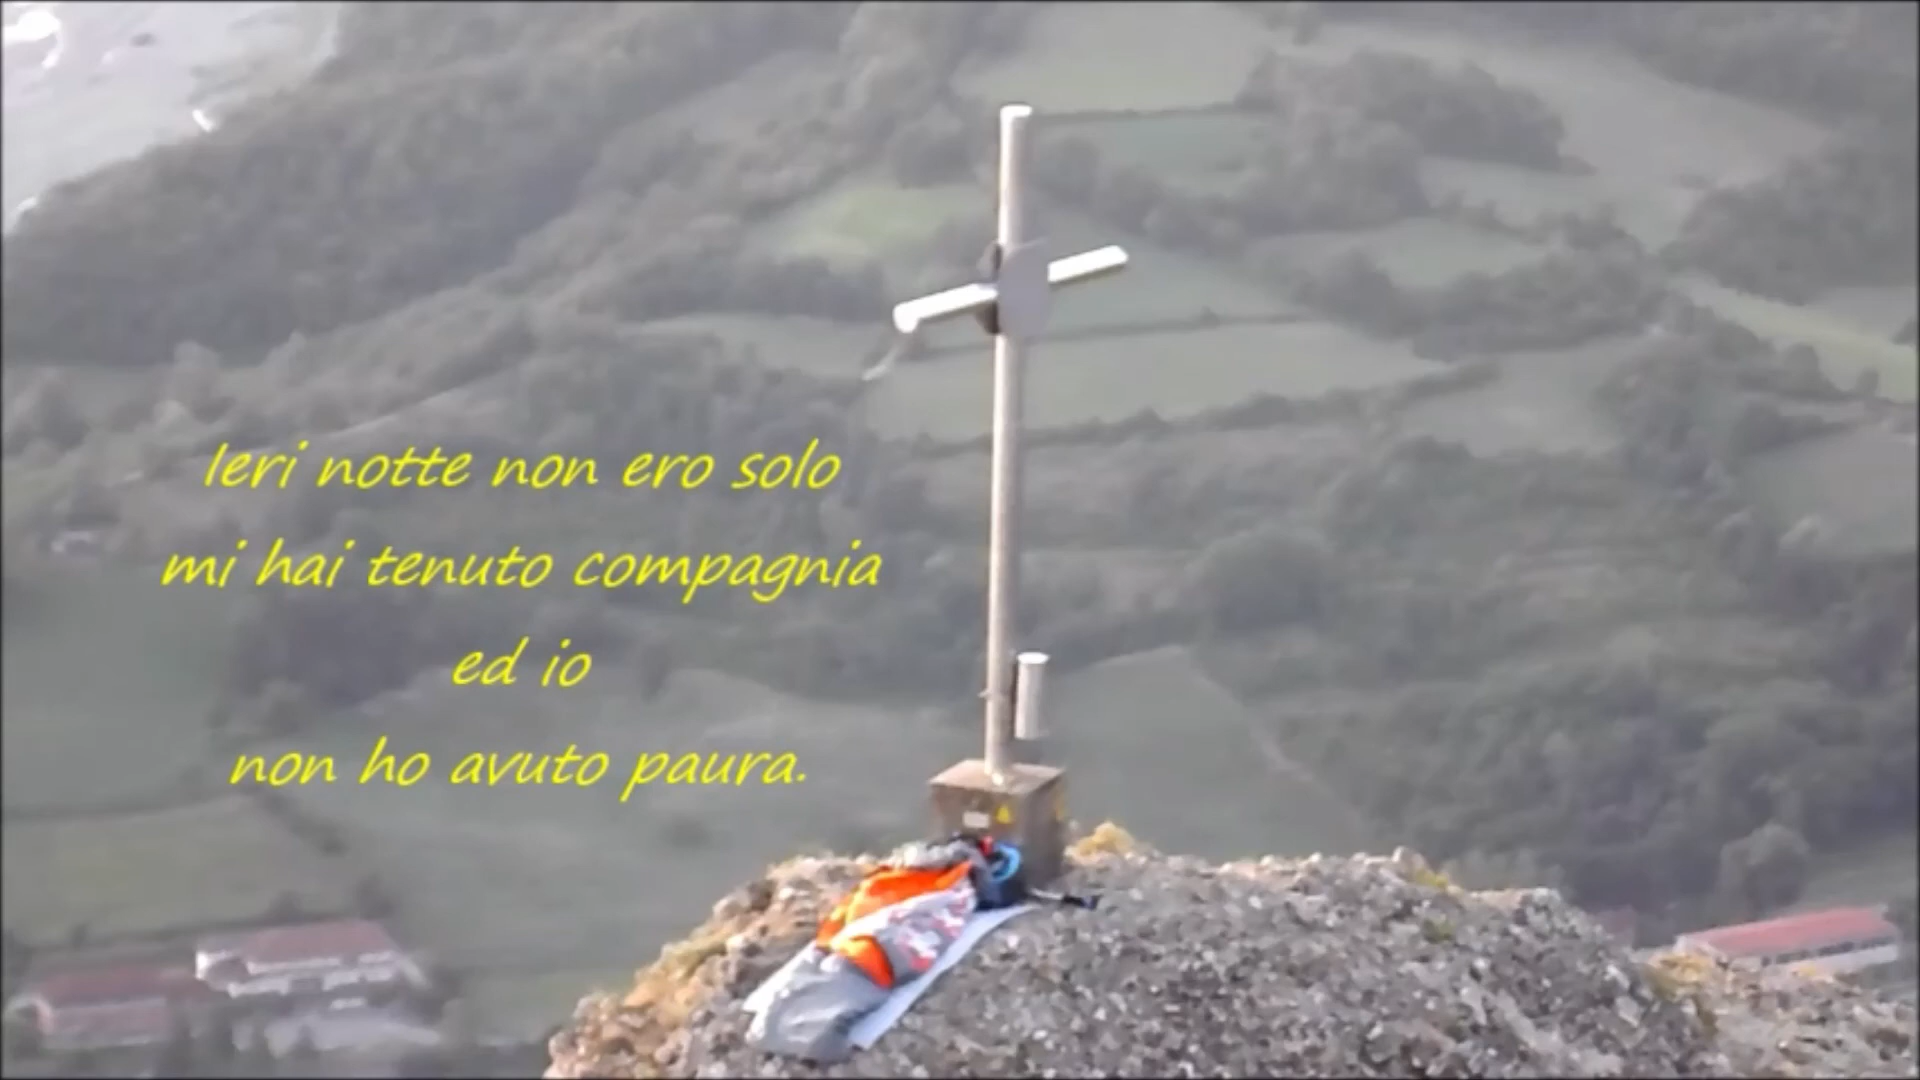 Ieri notte non ero solo
mi hai tenuto compagnia
ed io
non ho avuto paura.